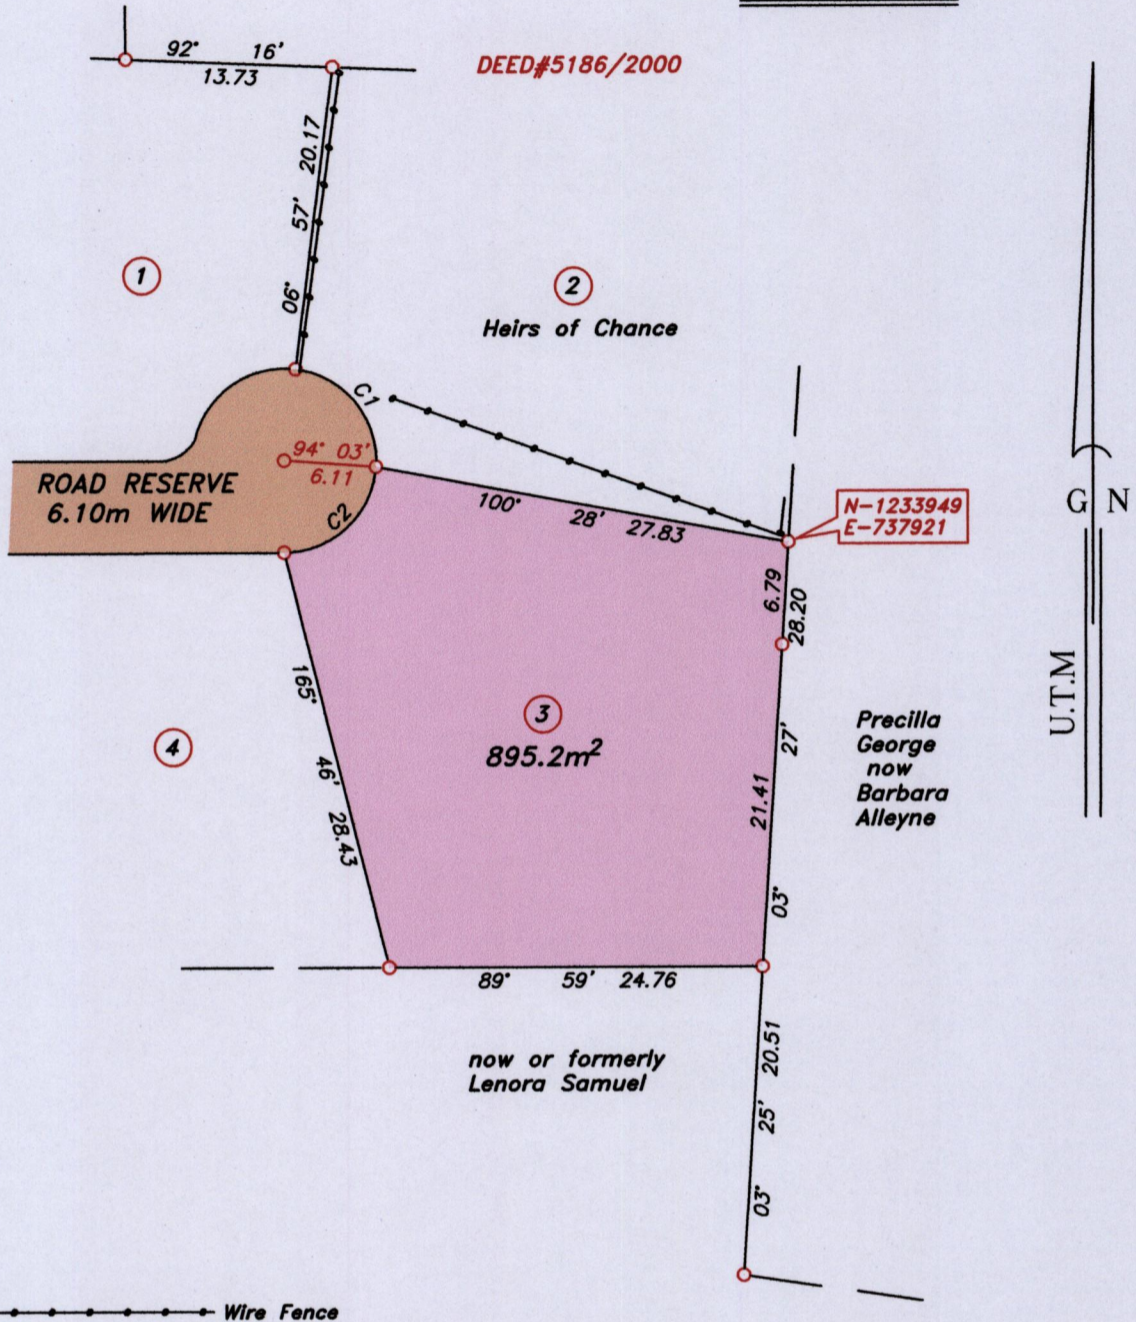 92° 16'
13.73
DEED#5186/2000
06° 57' 20.17
1
2
Heirs of Chance
C1
94° 03'
6.11
ROAD RESERVE
6.10m WIDE
C2
100° 28' 27.83
N-1233949
E-737921
G N
U.T.M
6.79
28.20
03° 27'
21.41
165° 46' 28.43
3
895.2m²
4
Precilla
George
now
Barbara
Alleyne
89° 59' 24.76
now or formerly
Lenora Samuel
03° 25' 20.51
Wire Fence